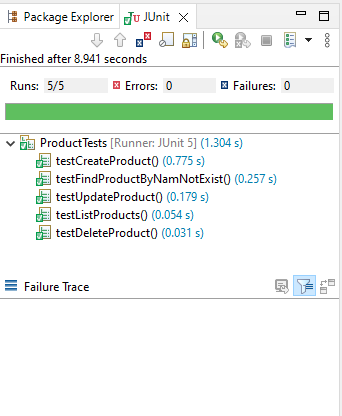 Package Explorer JUnit
Finished after 8.941 seconds
Runs: 5/5 Errors: 0 Failures: 0
ProductTests [Runner: JUnit 5] (1.304 s)
testCreateProduct() (0.775 s)
testFindProductByNamNotExist() (0.257 s)
testUpdateProduct() (0.179 s)
testListProducts() (0.054 s)
testDeleteProduct() (0.031 s)
Failure Trace